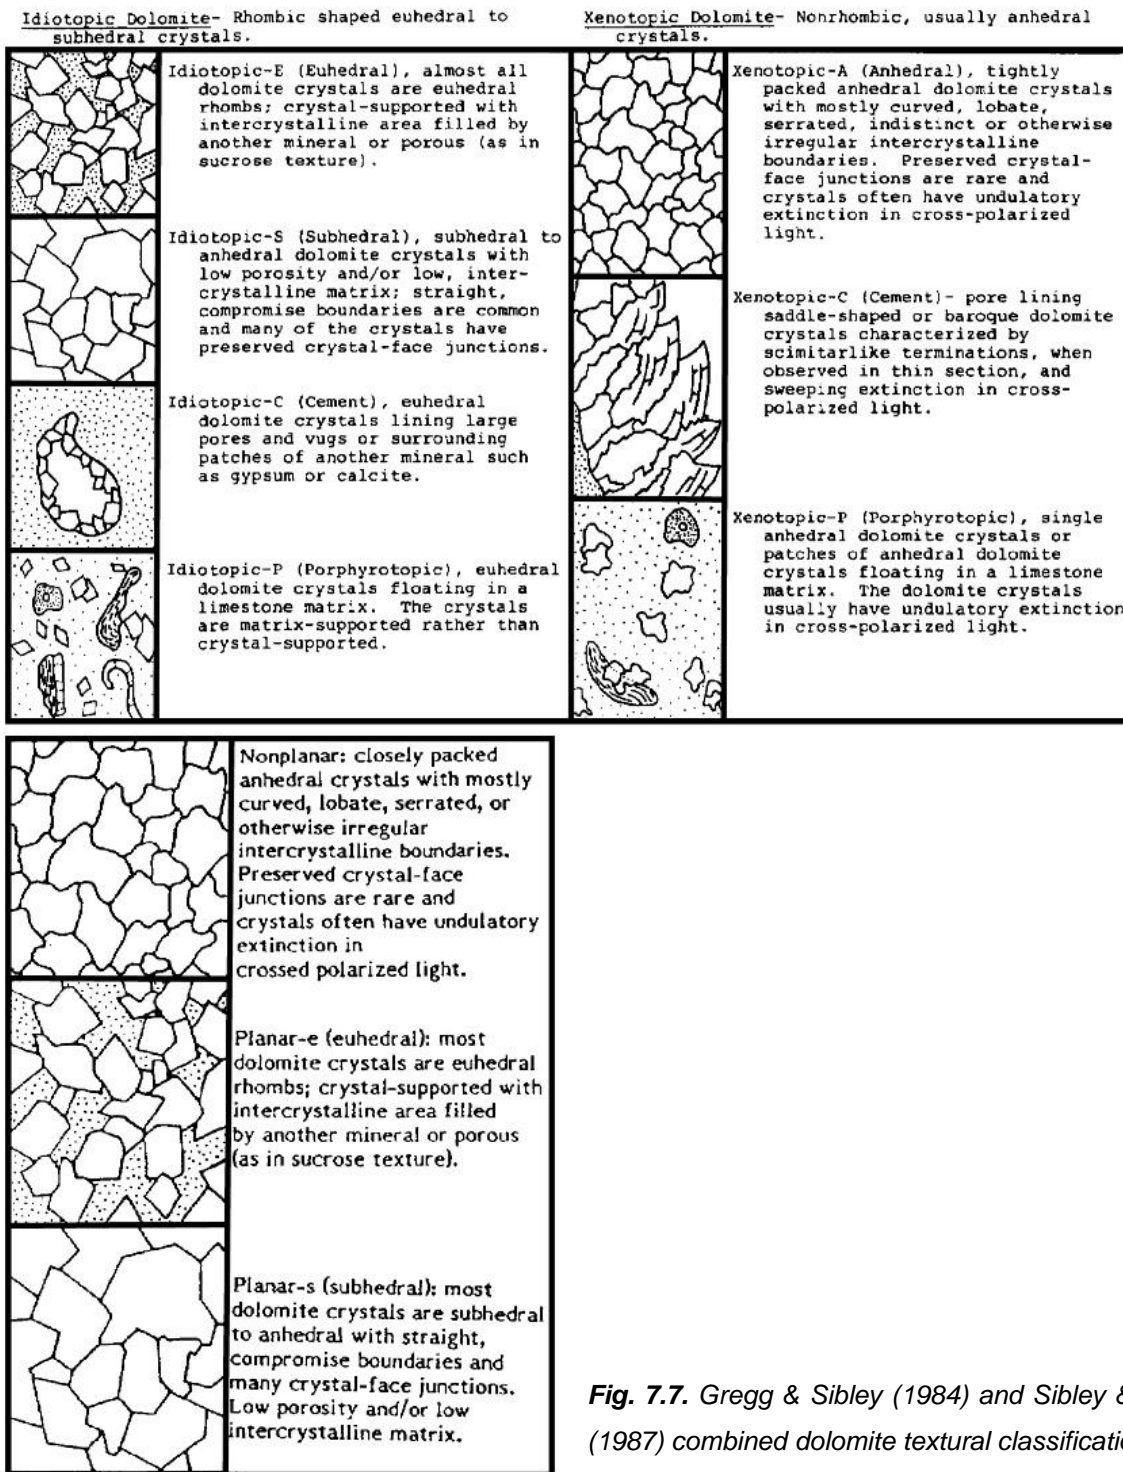 Idiotopic Dolomite- Rhombic shaped euhedral to
subhedral crystals.
Idiotopic-E (Euhedral), almost all
dolomite crystals are euhedral
rhombs; crystal-supported with
intercrystalline area filled by
another mineral or porous (as in
sucrose texture).
Idiotopic-S (Subhedral), subhedral to
anhedral dolomite crystals with
low porosity and/or low, inter-
crystalline matrix; straight,
compromise boundaries are common
and many of the crystals have
preserved crystal-face junctions.
Idiotopic-C (Cement), euhedral
dolomite crystals lining large
pores and vugs or surrounding
patches of another mineral such
as gypsum or calcite.
Idiotopic-P (Porphyrotopic), euhedral
dolomite crystals floating in a
limestone matrix. The crystals
are matrix-supported rather than
crystal-supported.
Xenotopic Dolomite- Nonrhombic, usually anhedral
crystals.
Xenotopic-A (Anhedral), tightly
packed anhedral dolomite crystals
with mostly curved, lobate,
serrated, indistinct or otherwise
irregular intercrystalline
boundaries. Preserved crystal-
face junctions are rare and
crystals often have undulatory
extinction in cross-polarized
light.
Xenotopic-C (Cement)- pore lining
saddle-shaped or baroque dolomite
crystals characterized by
scimitarlike terminations, when
observed in thin section, and
sweeping extinction in cross-
polarized light.
Xenotopic-P (Porphyrotopic), single
anhedral dolomite crystals or
patches of anhedral dolomite
crystals floating in a limestone
matrix. The dolomite crystals
usually have undulatory extinction
in cross-polarized light.
Nonplanar: closely packed
anhedral crystals with mostly
curved, lobate, serrated, or
otherwise irregular
intercrystalline boundaries.
Preserved crystal-face
junctions are rare and
crystals often have undulatory
extinction in
crossed polarized light.
Planar-e (euhedral): most
dolomite crystals are euhedral
rhombs; crystal-supported with
intercrystalline area filled
by another mineral or porous
(as in sucrose texture).
Planar-s (subhedral): most
dolomite crystals are subhedral
to anhedral with straight,
compromise boundaries and
many crystal-face junctions.
Low porosity and/or low
intercrystalline matrix.
Fig. 7.7. Gregg & Sibley (1984) and Sibley &
(1987) combined dolomite textural classificatio